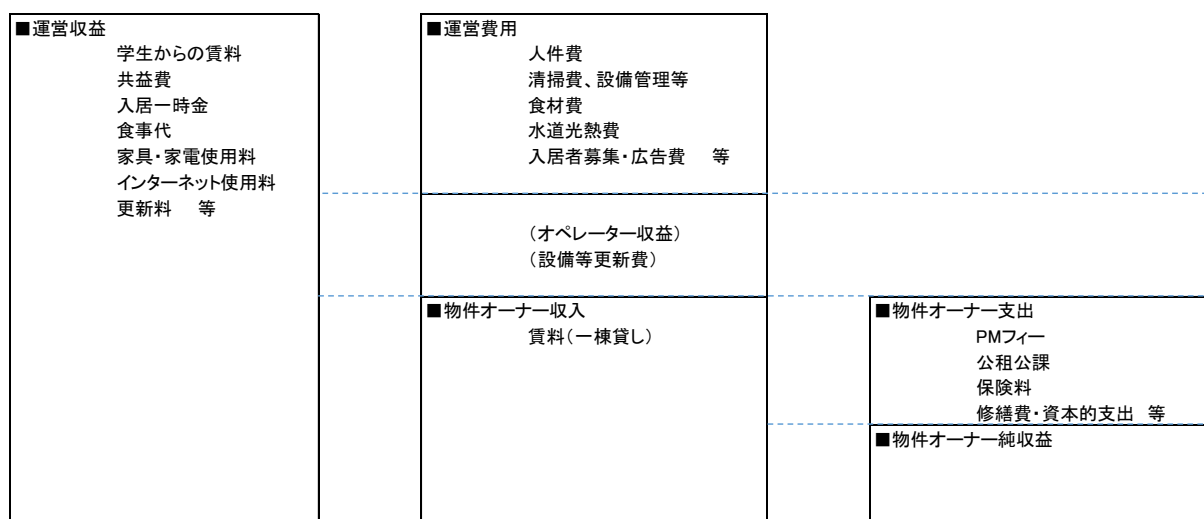 ■運営収益
学生からの賃料
共益費
入居一時金
食事代
家具・家電使用料
インターネット使用料
更新料　等
■運営費用
人件費
清掃費、設備管理等
食材費
水道光熱費
入居者募集・広告費　等
（オペレーター収益）
（設備等更新費）
■物件オーナー収入
賃料（一棟貸し）
■物件オーナー支出
PMフィー
公租公課
保険料
修繕費・資本的支出　等
■物件オーナー純収益